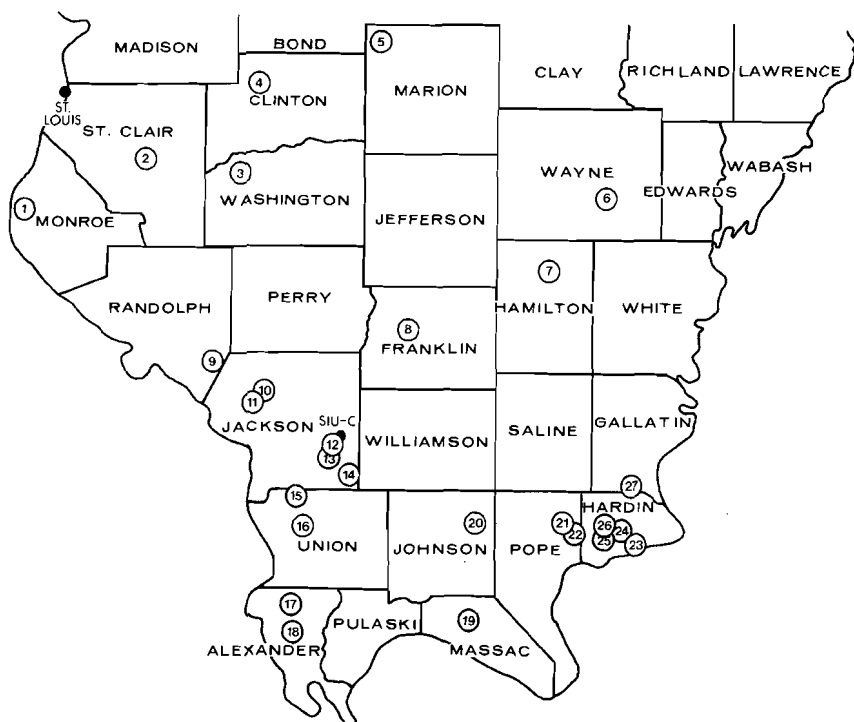 MADISON
BOND
5
4
CLINTON
MARION
CLAY
RICHLAND
LAWRENCE
ST.
LOUIS
ST. CLAIR
2
3
WASHINGTON
WAYNE
6
EDWARDS
WABASH
1
MONROE
JEFFERSON
RANDOLPH
PERRY
7
HAMILTON
WHITE
8
FRANKLIN
9
10
11
JACKSON
SIU-C
12
13
14
WILLIAMSON
SALINE
GALLATIN
15
16
UNION
20
JOHNSON
21
22
POPE
27
HARDIN
26
24
25
23
17
18
ALEXANDER
PULASKI
19
MASSAC